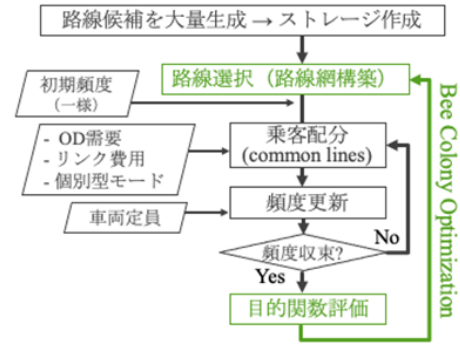 路線候補を大量生成 → ストレージ作成
路線選択（路線網構築）
初期頻度
（一様）
- OD需要
- リンク費用
- 個別型モード
乗客配分
(common lines)
車両定員
頻度更新
頻度収束?
No
Yes
目的関数評価
Bee Colony Optimization